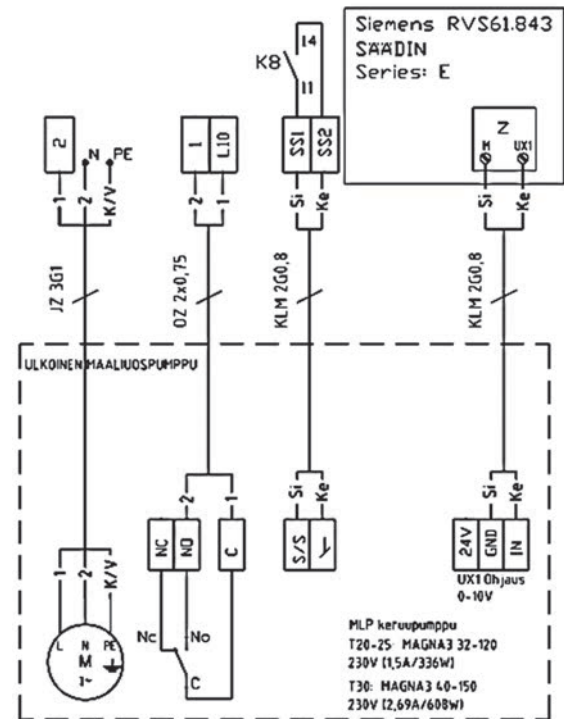 Siemens RVS61.843
SÄÄDIN
Series: E
K8
14
11
2
N
PE
1
L10
SS1
SS2
Z
M
UX1
1
2
K/V
2
1
Si
Ke
Si
Ke
JZ 3G1
OZ 2x0,75
KLM 2G0,8
KLM 2G0,8
ULKOINEN MAALIUOSPUMPPU
2
1
Si
Ke
Si
Ke
NC
NO
C
S/S
24V
GND
IN
UX1 Ohjaus
0-10V
1
2
K/V
L
N
PE
M
1~
Nc
No
C
MLP keruupumppu
T20-25: MAGNA3 32-120
230V (1,5A/336W)
T30: MAGNA3 40-150
230V (2,69A/608W)